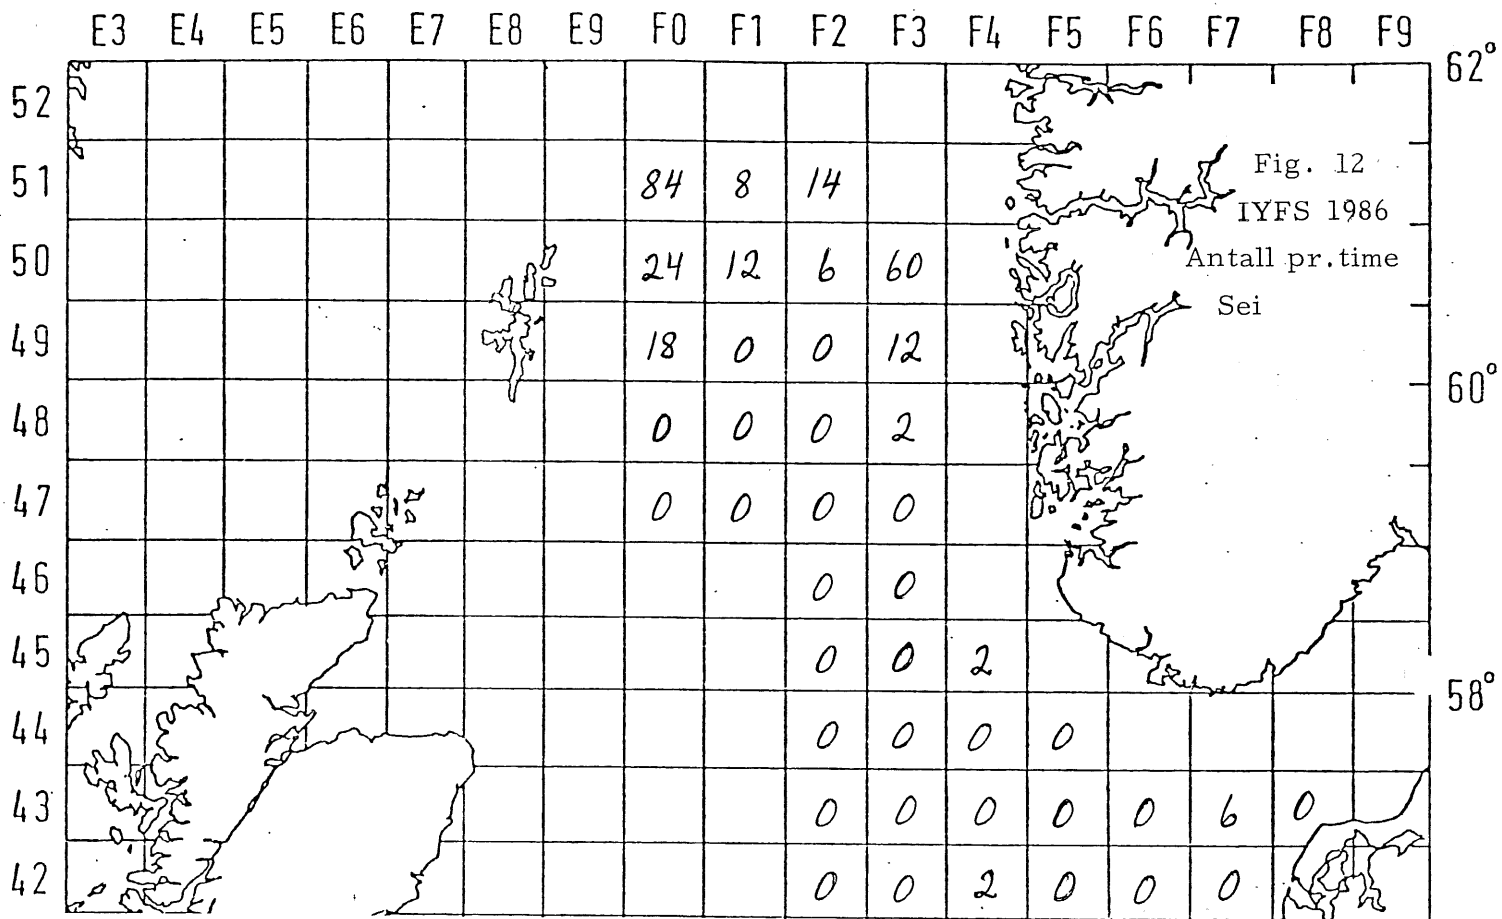 E3 E4 E5 E6 E7 E8 E9 F0 F1 F2 F3 F4 F5 F6 F7 F8 F9
62°
52
51 84 8 14
Fig. 12
IYFS 1986
50 24 12 6 60
Antall pr.time
Sei
49 18 0 0 12
60°
48 0 0 0 2
47 0 0 0 0
46 0 0
45 0 0 2
58°
44 0 0 0 0
43 0 0 0 0 0 6 0
42 0 0 2 0 0 0